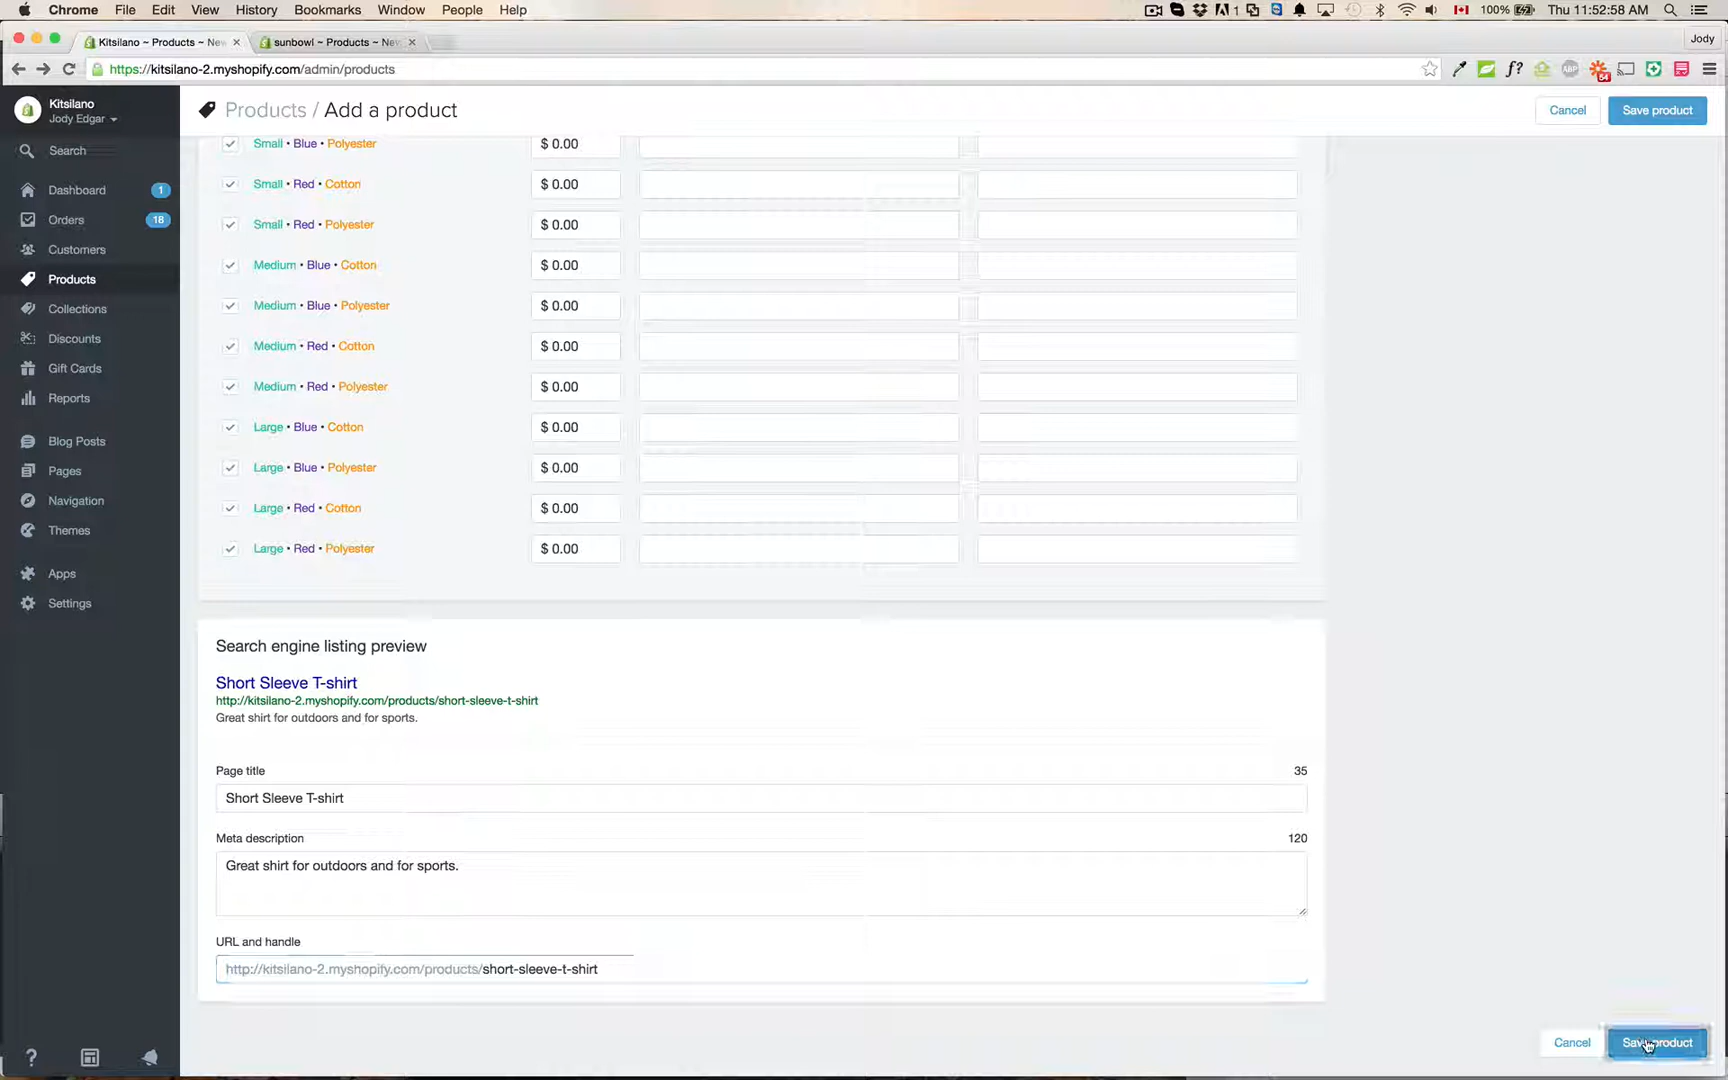 Chrome File Edit View History Bookmarks Window People Help 1 100% Thu 11:52:58 AM
Kitsilano ~ Products ~ New sunbowl ~ Products ~ New Jody
https://kitsilano-2.myshopify.com/admin/products f? ABP 54
Kitsilano
Jody Edgar
Products / Add a product Cancel Save product
Search
Dashboard 1
Orders 18
Customers
Products
Collections
Discounts
Gift Cards
Reports
Blog Posts
Pages
Navigation
Themes
Apps
Settings
?
Small • Blue • Polyester $ 0.00
Small • Red • Cotton $ 0.00
Small • Red • Polyester $ 0.00
Medium • Blue • Cotton $ 0.00
Medium • Blue • Polyester $ 0.00
Medium • Red • Cotton $ 0.00
Medium • Red • Polyester $ 0.00
Large • Blue • Cotton $ 0.00
Large • Blue • Polyester $ 0.00
Large • Red • Cotton $ 0.00
Large • Red • Polyester $ 0.00
Search engine listing preview
Short Sleeve T-shirt
http://kitsilano-2.myshopify.com/products/short-sleeve-t-shirt
Great shirt for outdoors and for sports.
Page title 35
Short Sleeve T-shirt
Meta description 120
Great shirt for outdoors and for sports.
URL and handle
http://kitsilano-2.myshopify.com/products/short-sleeve-t-shirt
Cancel Save product